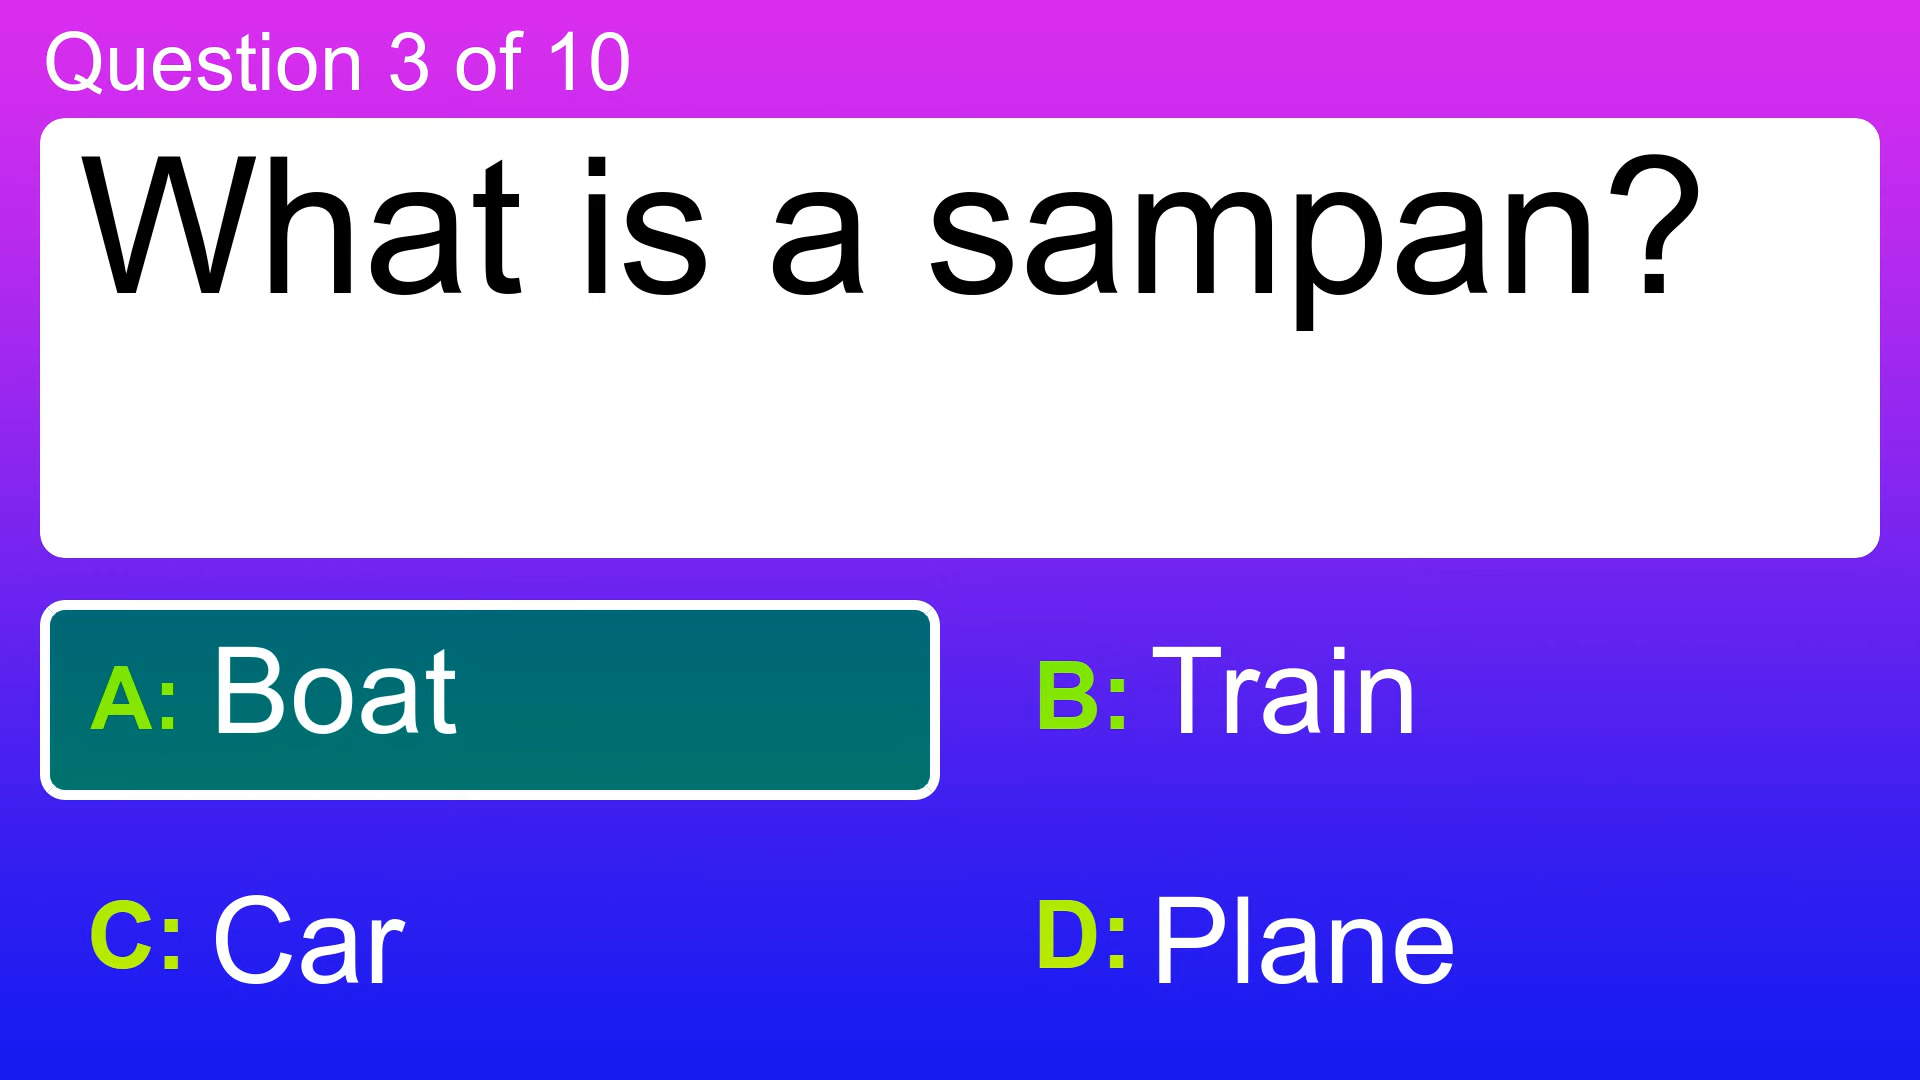 Question 3 of 10
What is a sampan?
A: Boat
B: Train
C: Car
D: Plane